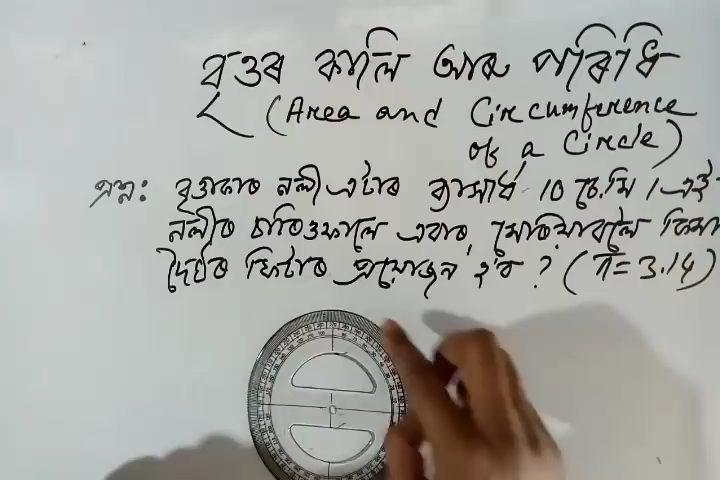 বৃত্তৰ কালি আৰু পৰিধি
(Area and Circumference
of a Circle)
প্ৰশ্ন: বৃত্তাকাৰ নলী এটাৰ ব্যাসাৰ্ধ 10 চে.মি । এই
নলীৰ চাৰিওফালে এবাৰ মেৰিয়াবলৈ কিমা
দৈৰ্ঘৰ ফিটাৰ প্ৰয়োজন হ'ব ? (π = 3.14)